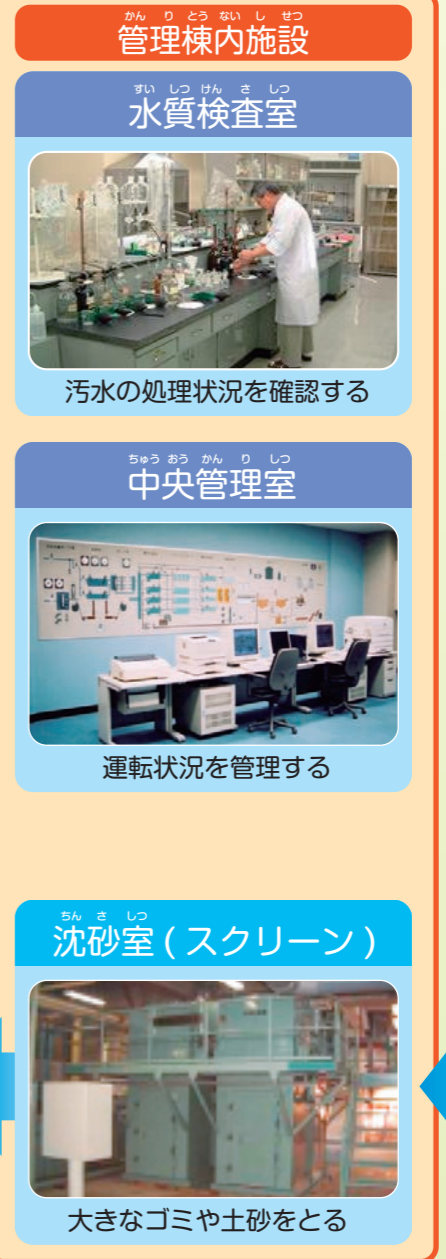 かんりとうないしせつ
管理棟内施設
すいしつけんさしつ
水質検査室
汚水の処理状況を確認する
ちゅうおうかんりしつ
中央管理室
運転状況を管理する
ちんさしつ
沈砂室(スクリーン)
大きなゴミや土砂をとる